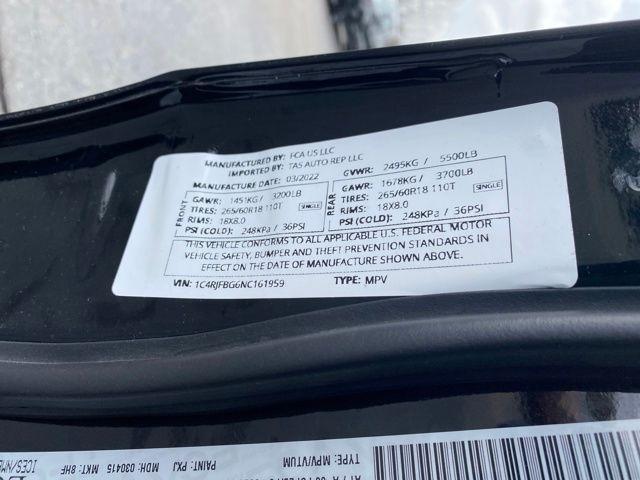 MANUFACTURED BY: FCA US LLC
IMPORTED BY: TAS AUTO REP LLC
MANUFACTURE DATE: 03/2022
GVWR: 2495KG / 5500LB
FRONT
GAWR: 1451KG / 3200LB
TIRES: 265/60R18 110T SINGLE
RIMS: 18X8.0
PSI (COLD): 248KPa / 36PSI
REAR
GAWR: 1678KG / 3700LB
TIRES: 265/60R18 110T SINGLE
RIMS: 18X8.0
PSI (COLD): 248KPa / 36PSI
THIS VEHICLE CONFORMS TO ALL APPLICABLE U.S. FEDERAL MOTOR
VEHICLE SAFETY, BUMPER AND THEFT PREVENTION STANDARDS IN
EFFECT ON THE DATE OF MANUFACTURE SHOWN ABOVE.
VIN: 1C4RJFBG6NC161959 TYPE: MPV
TYPE: MPV/VTUM
PAINT: PXJ
MDH: 030415 MKT: 8HF